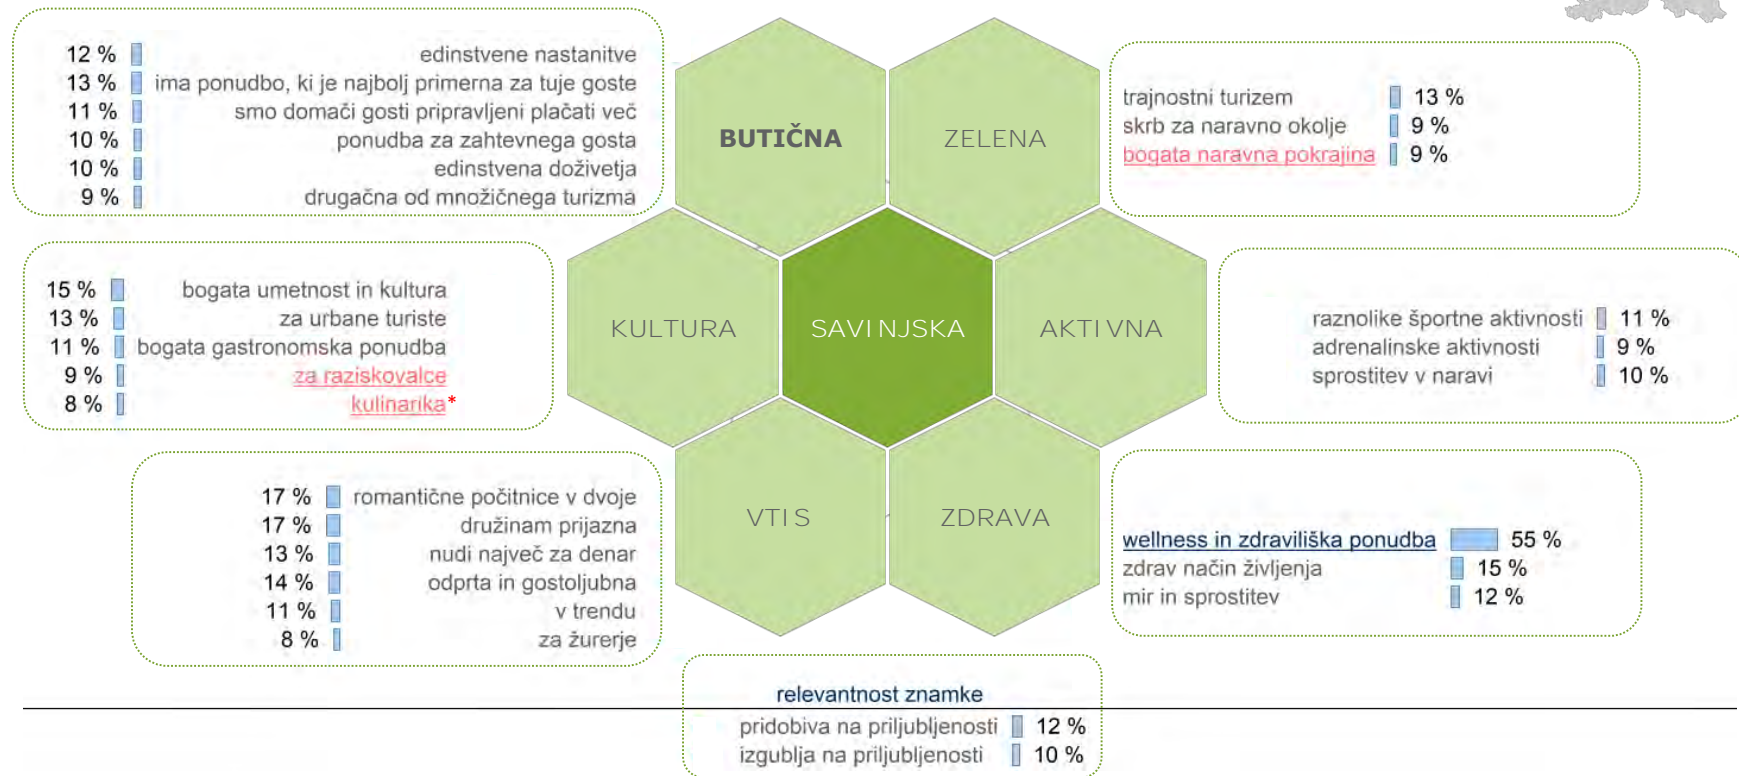 12 % edinstvene nastanitve
13 % ima ponudbo, ki je najbolj primerna za tuje goste
11 % smo domači gosti pripravljeni plačati več
10 % ponudba za zahtevnega gosta
10 % edinstvena doživetja
9 % drugačna od množičnega turizma
BUTIČNA
ZELENA
trajnostni turizem 13 %
skrb za naravno okolje 9 %
bogata naravna pokrajina 9 %
15 % bogata umetnost in kultura
13 % za urbane turiste
11 % bogata gastronomska ponudba
9 % za raziskovalce
8 % kulinarika*
KULTURA
SAVINJSKA
AKTIVNA
raznolike športne aktivnosti 11 %
adrenalinske aktivnosti 9 %
sprostitev v naravi 10 %
17 % romantične počitnice v dvoje
17 % družinam prijazna
13 % nudi največ za denar
14 % odprta in gostoljubna
11 % v trendu
8 % za žurerje
VTIS
ZDRAVA
wellness in zdraviliška ponudba 55 %
zdrav način življenja 15 %
mir in sprostitev 12 %
relevantnost znamke
pridobiva na priljubljenosti 12 %
izgublja na priljubljenosti 10 %